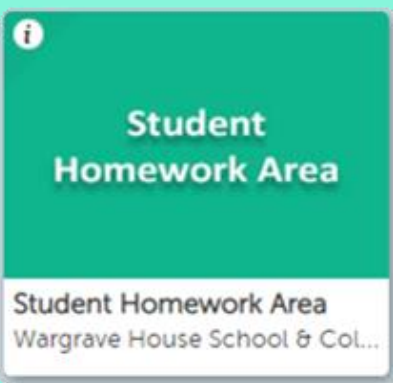 i
Student
Homework Area
Student Homework Area
Wargrave House School & Col...